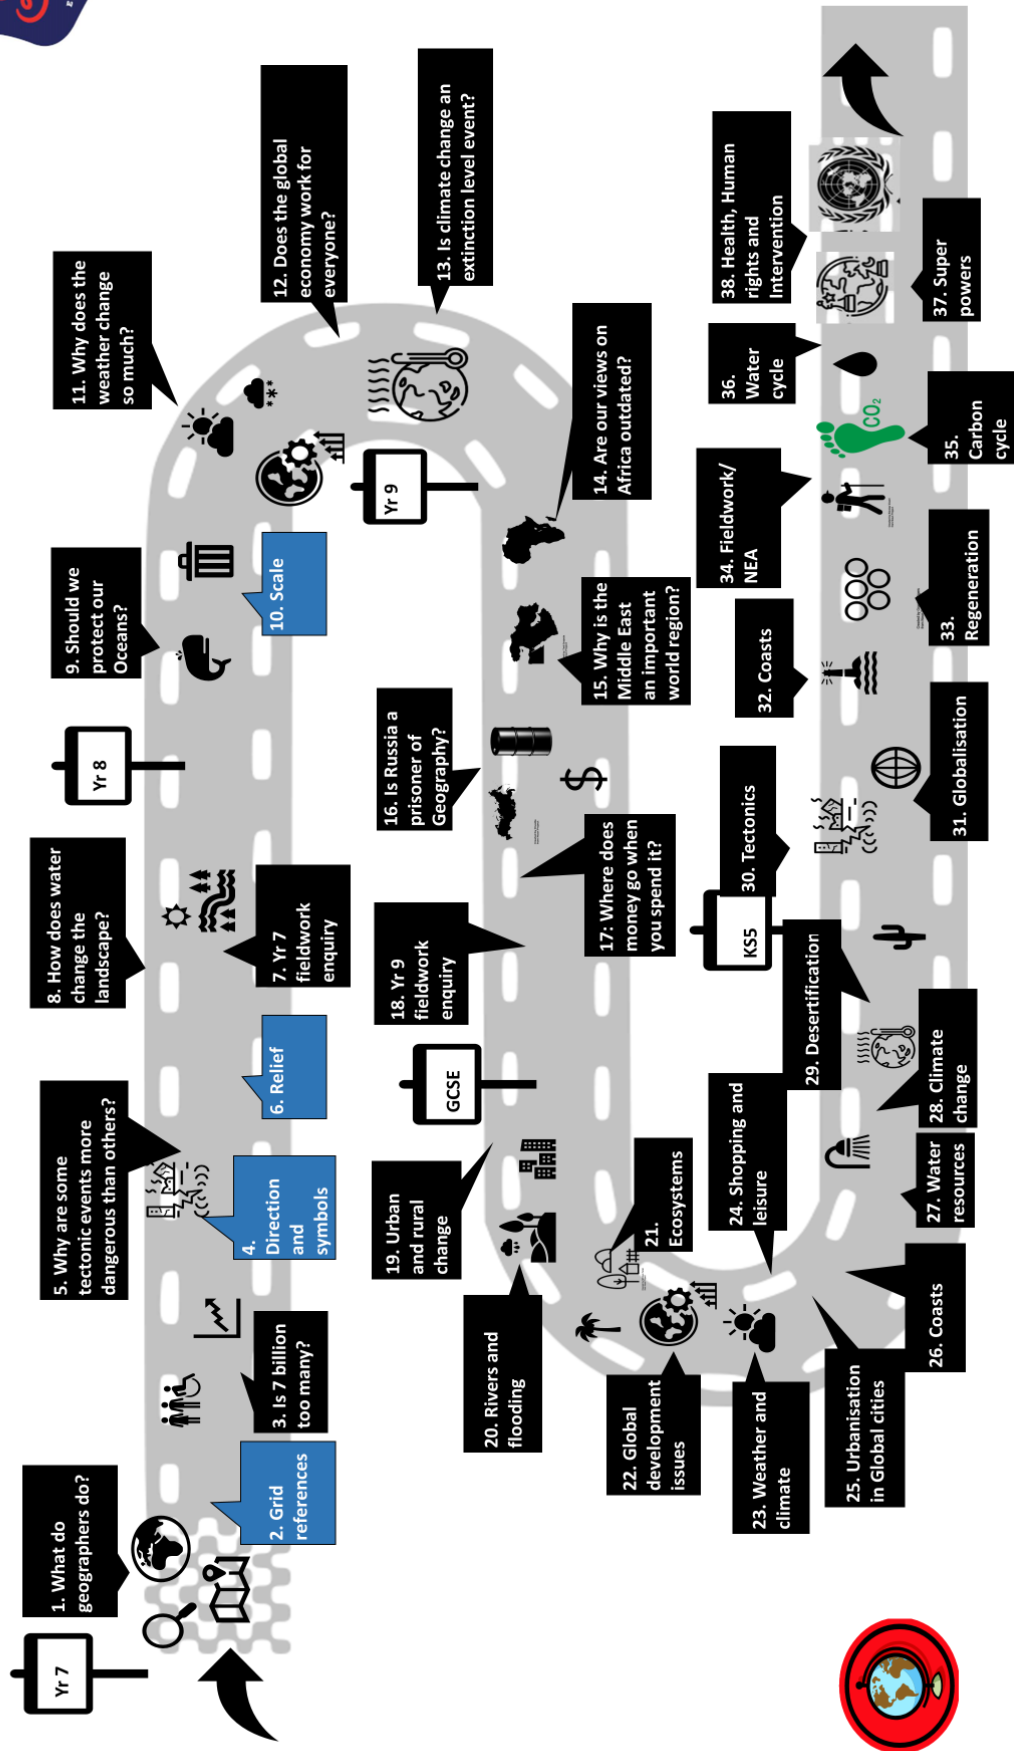 Yr 7
1. What do
geographers do?
2. Grid
references
3. Is 7 billion
too many?
4.
Direction
and
symbols
5. Why are some
tectonic events more
dangerous than others?
6. Relief
7. Yr 7
fieldwork
enquiry
8. How does water
change the
landscape?
Yr 8
9. Should we
protect our
Oceans?
10. Scale
11. Why does the
weather change
so much?
12. Does the global
economy work for
everyone?
13. Is climate change an
extinction level event?
Yr 9
14. Are our views on
Africa outdated?
15. Why is the
Middle East
an important
world region?
16. Is Russia a
prisoner of
Geography?
17: Where does
money go when
you spend it?
18. Yr 9
fieldwork
enquiry
GCSE
19. Urban
and rural
change
20. Rivers and
flooding
21.
Ecosystems
22. Global
development
issues
23. Weather and
climate
24. Shopping and
leisure
25. Urbanisation
in Global cities
26. Coasts
27. Water
resources
28. Climate
change
29. Desertification
KS5
30. Tectonics
31. Globalisation
32. Coasts
33.
Regeneration
34. Fieldwork/
NEA
35.
Carbon
cycle
CO₂
36.
Water
cycle
37. Super
powers
38. Health, Human
rights and
Intervention